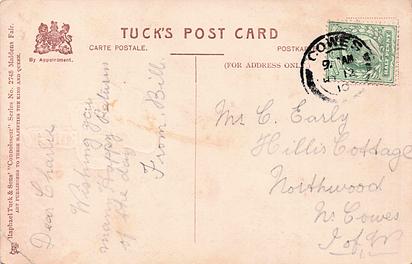 TUCK'S POST CARD
CARTE POSTALE.
POSTKAR
(FOR ADDRESS ONL
By Appointment.
Raphael Tuck & Sons' "Connoisseur" Series No. 2745 Maidens Fair.
ART PUBLISHERS TO THEIR MAJESTIES THE KING AND QUEEN.
COWES
12
Dear Charlie
Wishing you
many Happy Returns
of the day
From Bill.
Mr C. Early
Hillis Cottage
Northwood
Nr Cowes
I of W